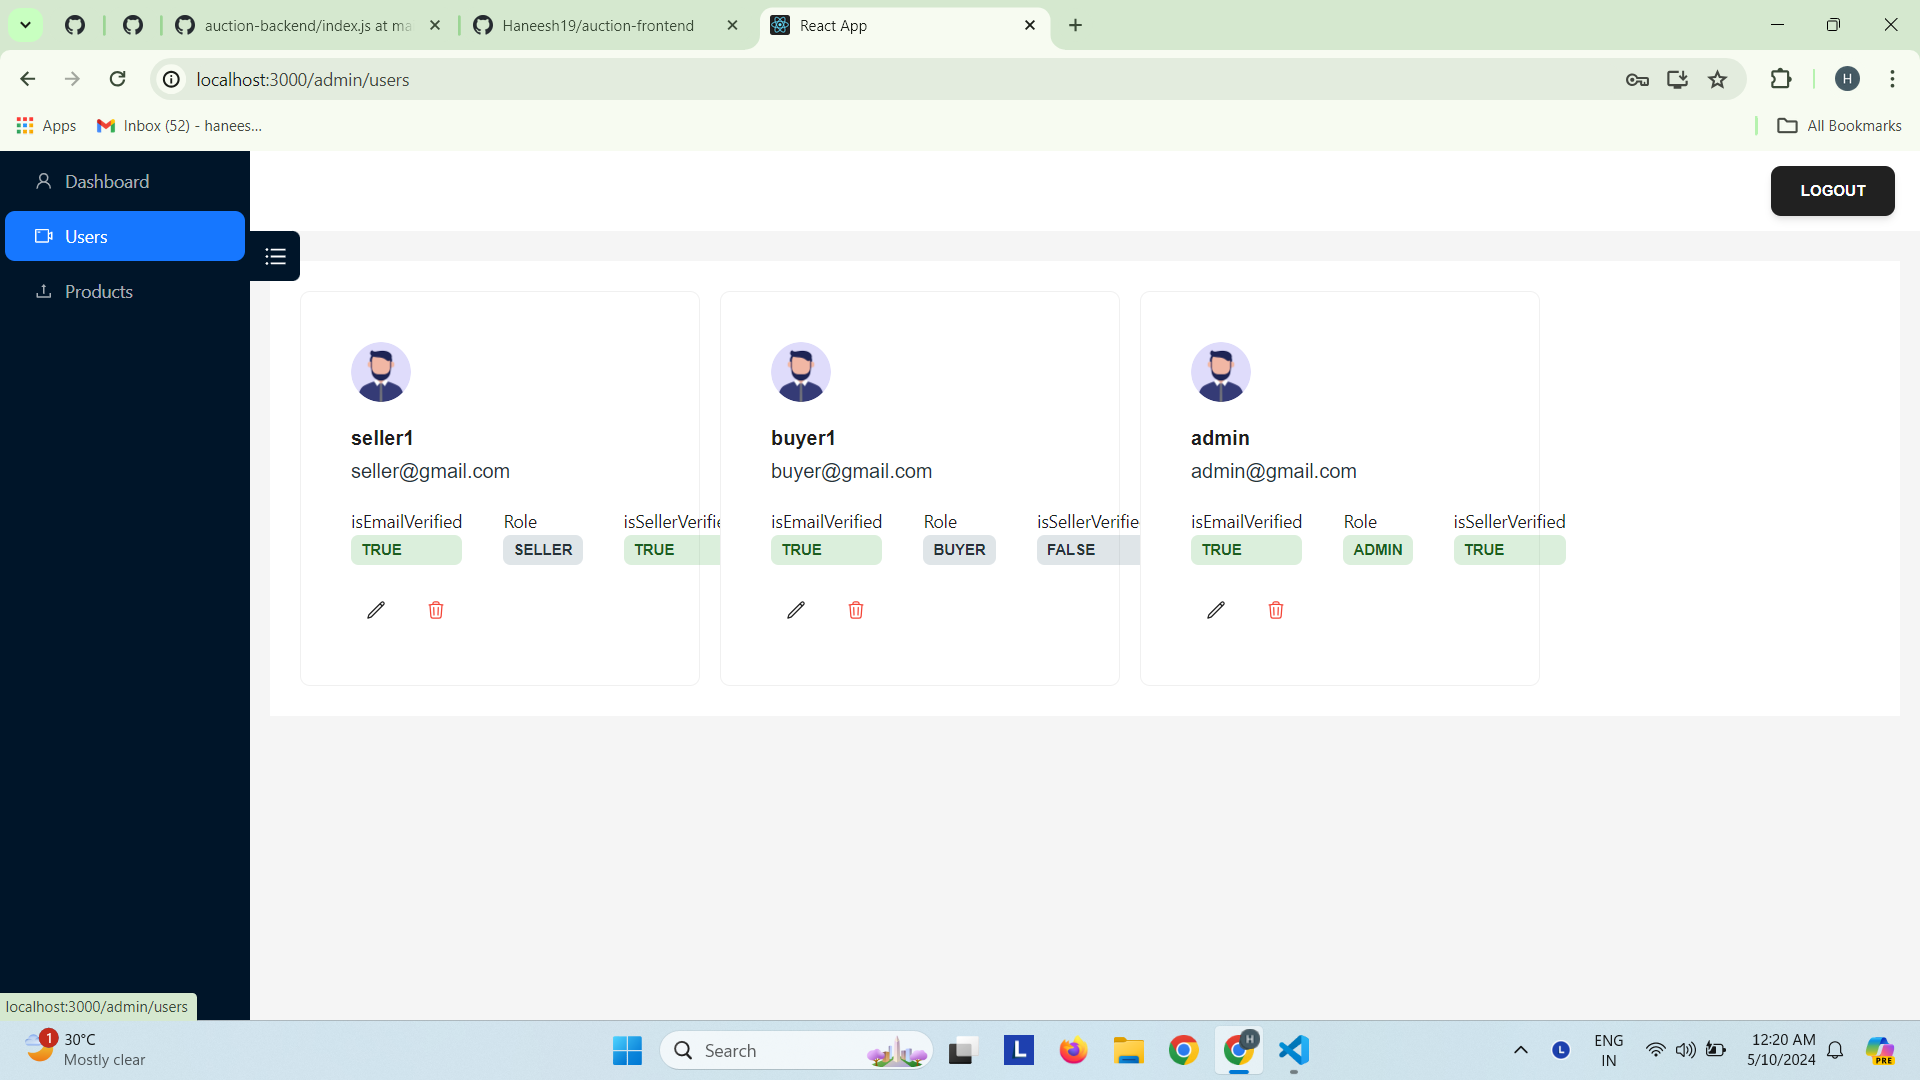 auction-backend/index.js at ma
Haneesh19/auction-frontend
React App
localhost:3000/admin/users
H
Apps
Inbox (52) - hanees...
All Bookmarks
Dashboard
LOGOUT
Users
Products
seller1
seller@gmail.com
isEmailVerified Role isSellerVerifie
TRUE SELLER TRUE
buyer1
buyer@gmail.com
isEmailVerified Role isSellerVerifie
TRUE BUYER FALSE
admin
admin@gmail.com
isEmailVerified Role isSellerVerified
TRUE ADMIN TRUE
localhost:3000/admin/users
1
30°C
Mostly clear
Search
L
H
L
ENG
IN
12:20 AM
5/10/2024
PRE